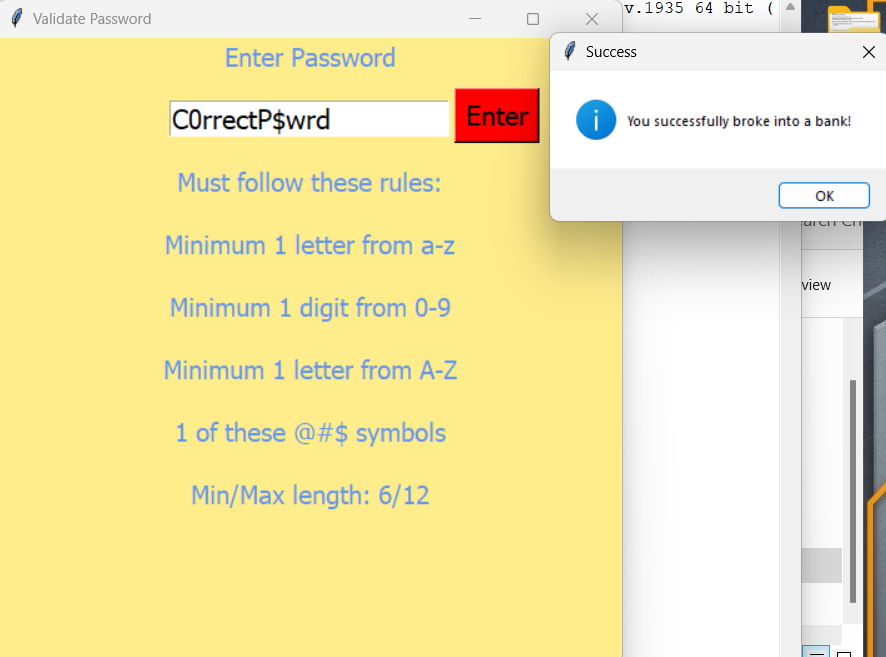 Validate Password
v.1935 64 bit (
Enter Password
C0rrectP$wrd
Enter
Must follow these rules:
Minimum 1 letter from a-z
Minimum 1 digit from 0-9
Minimum 1 letter from A-Z
1 of these @#$ symbols
Min/Max length: 6/12
Success
You successfully broke into a bank!
OK
view